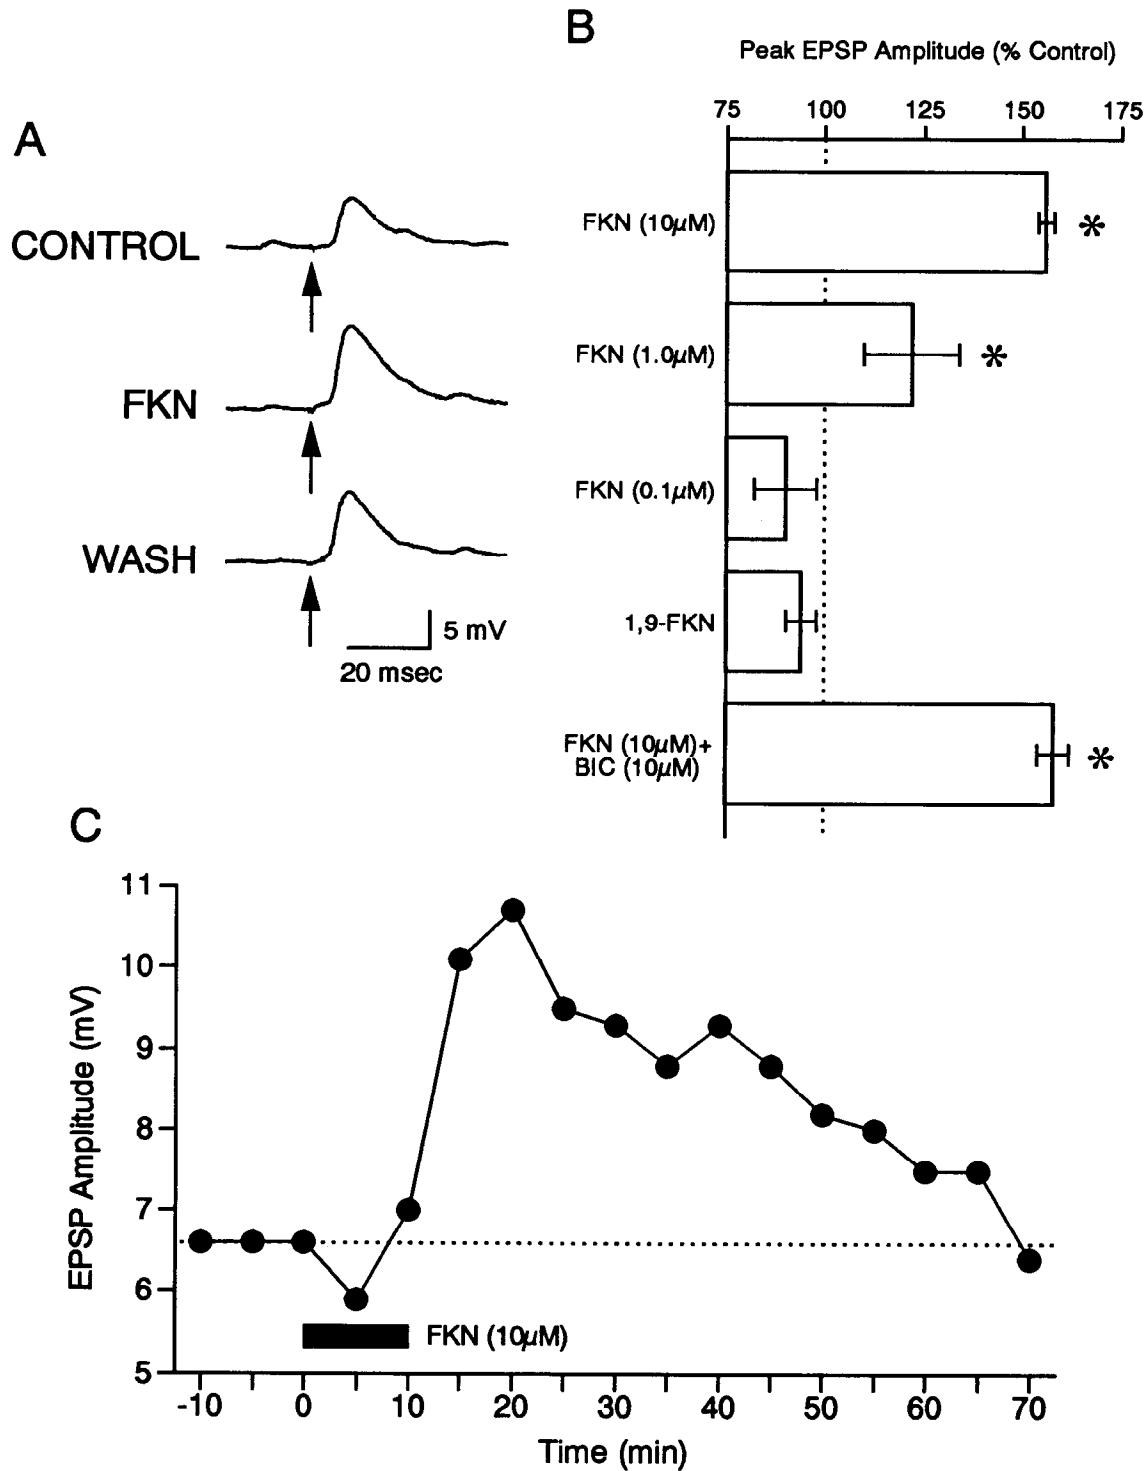 A
CONTROL
FKN
WASH
5 mV
20 msec
B
Peak EPSP Amplitude (% Control)
75 100 125 150 175
FKN (10μM)
*
FKN (1.0μM)
*
FKN (0.1μM)
1,9-FKN
FKN (10μM)+
BIC (10μM)
*
C
EPSP Amplitude (mV)
11
10
9
8
7
6
5
FKN (10μM)
-10 0 10 20 30 40 50 60 70
Time (min)